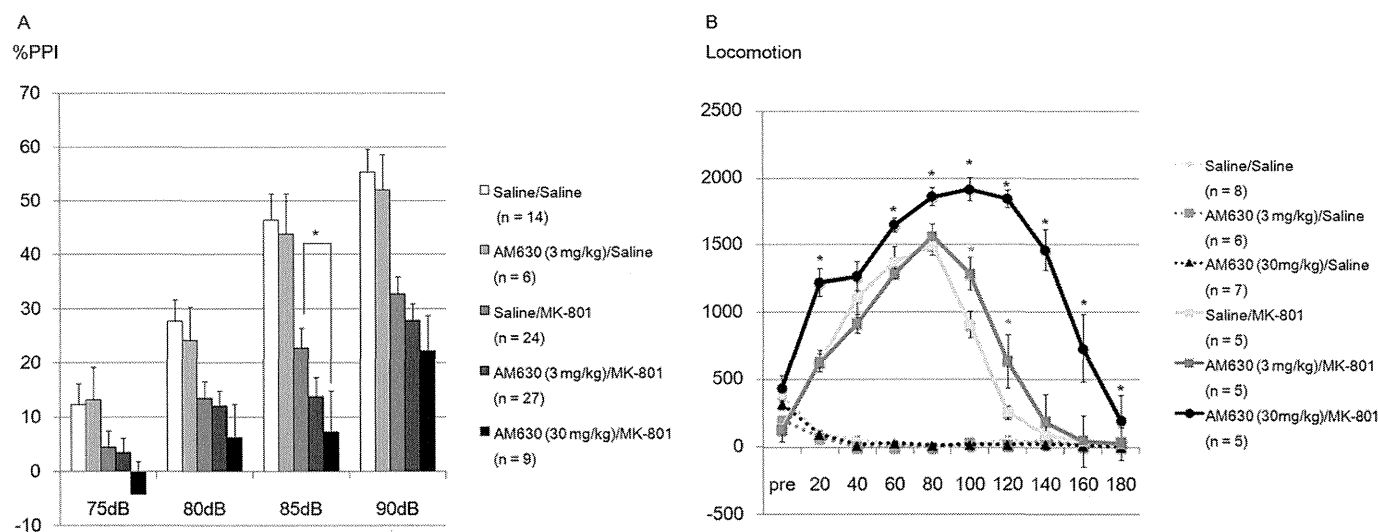 A
%PPI
70
60
50
40
30
20
10
0
-10
75dB
80dB
85dB
90dB
*
Saline/Saline
(n = 14)
AM630 (3 mg/kg)/Saline
(n = 6)
Saline/MK-801
(n = 24)
AM630 (3 mg/kg)/MK-801
(n = 27)
AM630 (30 mg/kg)/MK-801
(n = 9)
B
Locomotion
2500
2000
1500
1000
500
0
-500
pre
20
40
60
80
100
120
140
160
180
*
*
*
*
*
*
*
*
*
*
Saline/Saline
(n = 8)
AM630 (3 mg/kg)/Saline
(n = 6)
AM630 (30mg/kg)/Saline
(n = 7)
Saline/MK-801
(n = 5)
AM630 (3 mg/kg)/MK-801
(n = 5)
AM630 (30mg/kg)/MK-801
(n = 5)